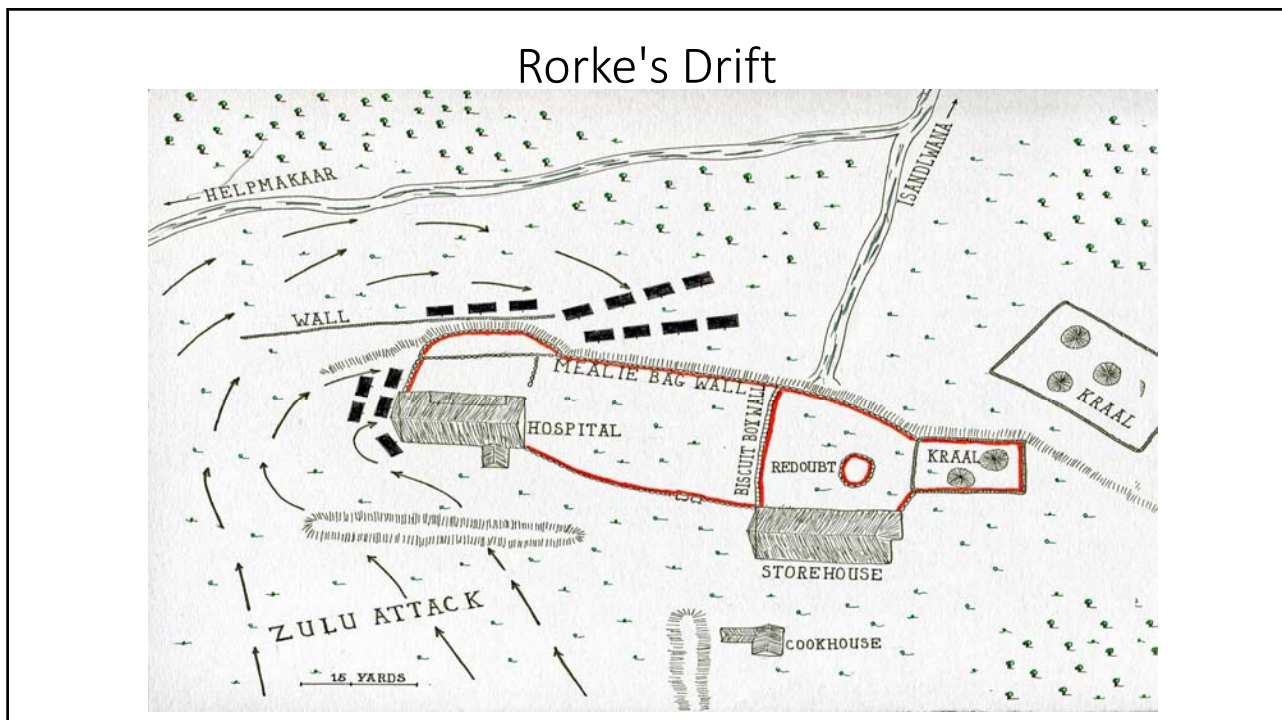 Rorke's Drift
HELPMAKAAR
ISANDLWANA
WALL
MEALIE BAG WALL
BISCUIT BOX WALL
HOSPITAL
REDOUBT
KRAAL
KRAAL
STOREHOUSE
ZULU ATTACK
COOKHOUSE
15 YARDS